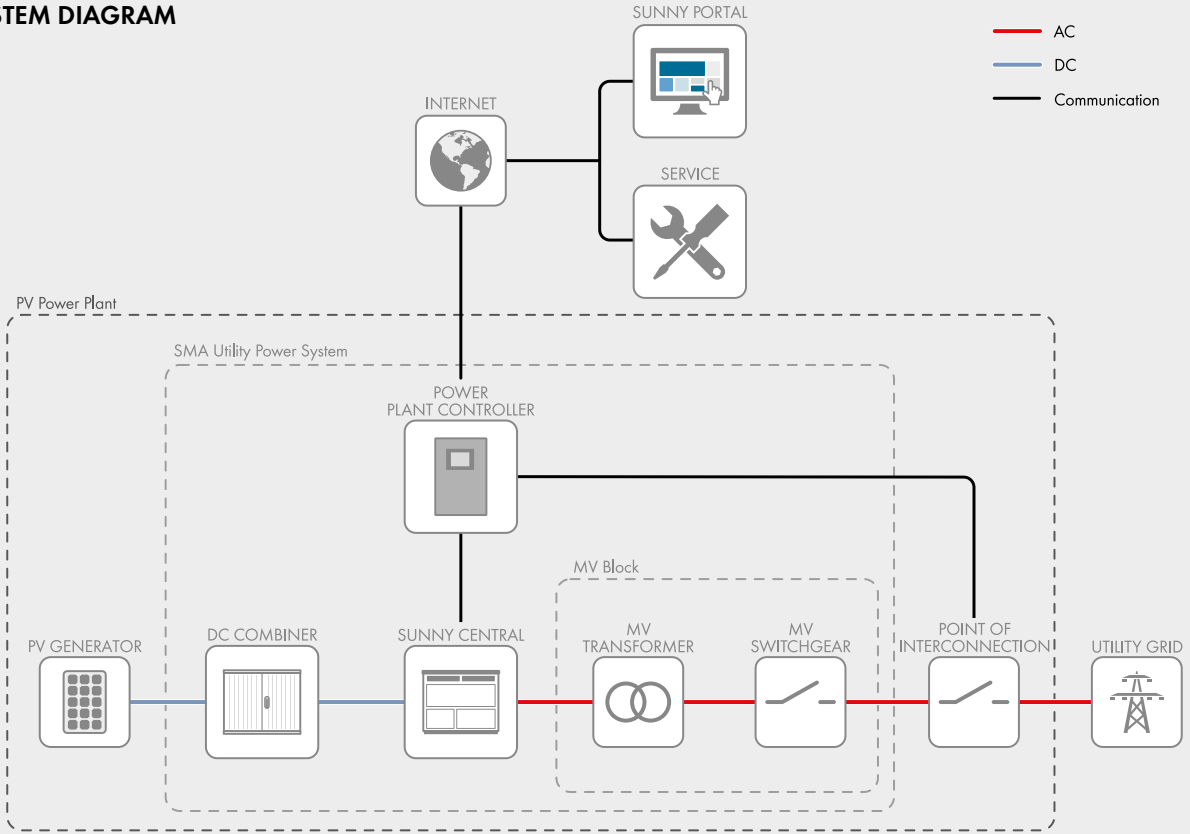 STEM DIAGRAM
SUNNY PORTAL
AC
DC
Communication
INTERNET
SERVICE
PV Power Plant
SMA Utility Power System
POWER
PLANT CONTROLLER
MV Block
PV GENERATOR
DC COMBINER
SUNNY CENTRAL
MV
TRANSFORMER
MV
SWITCHGEAR
POINT OF
INTERCONNECTION
UTILITY GRID